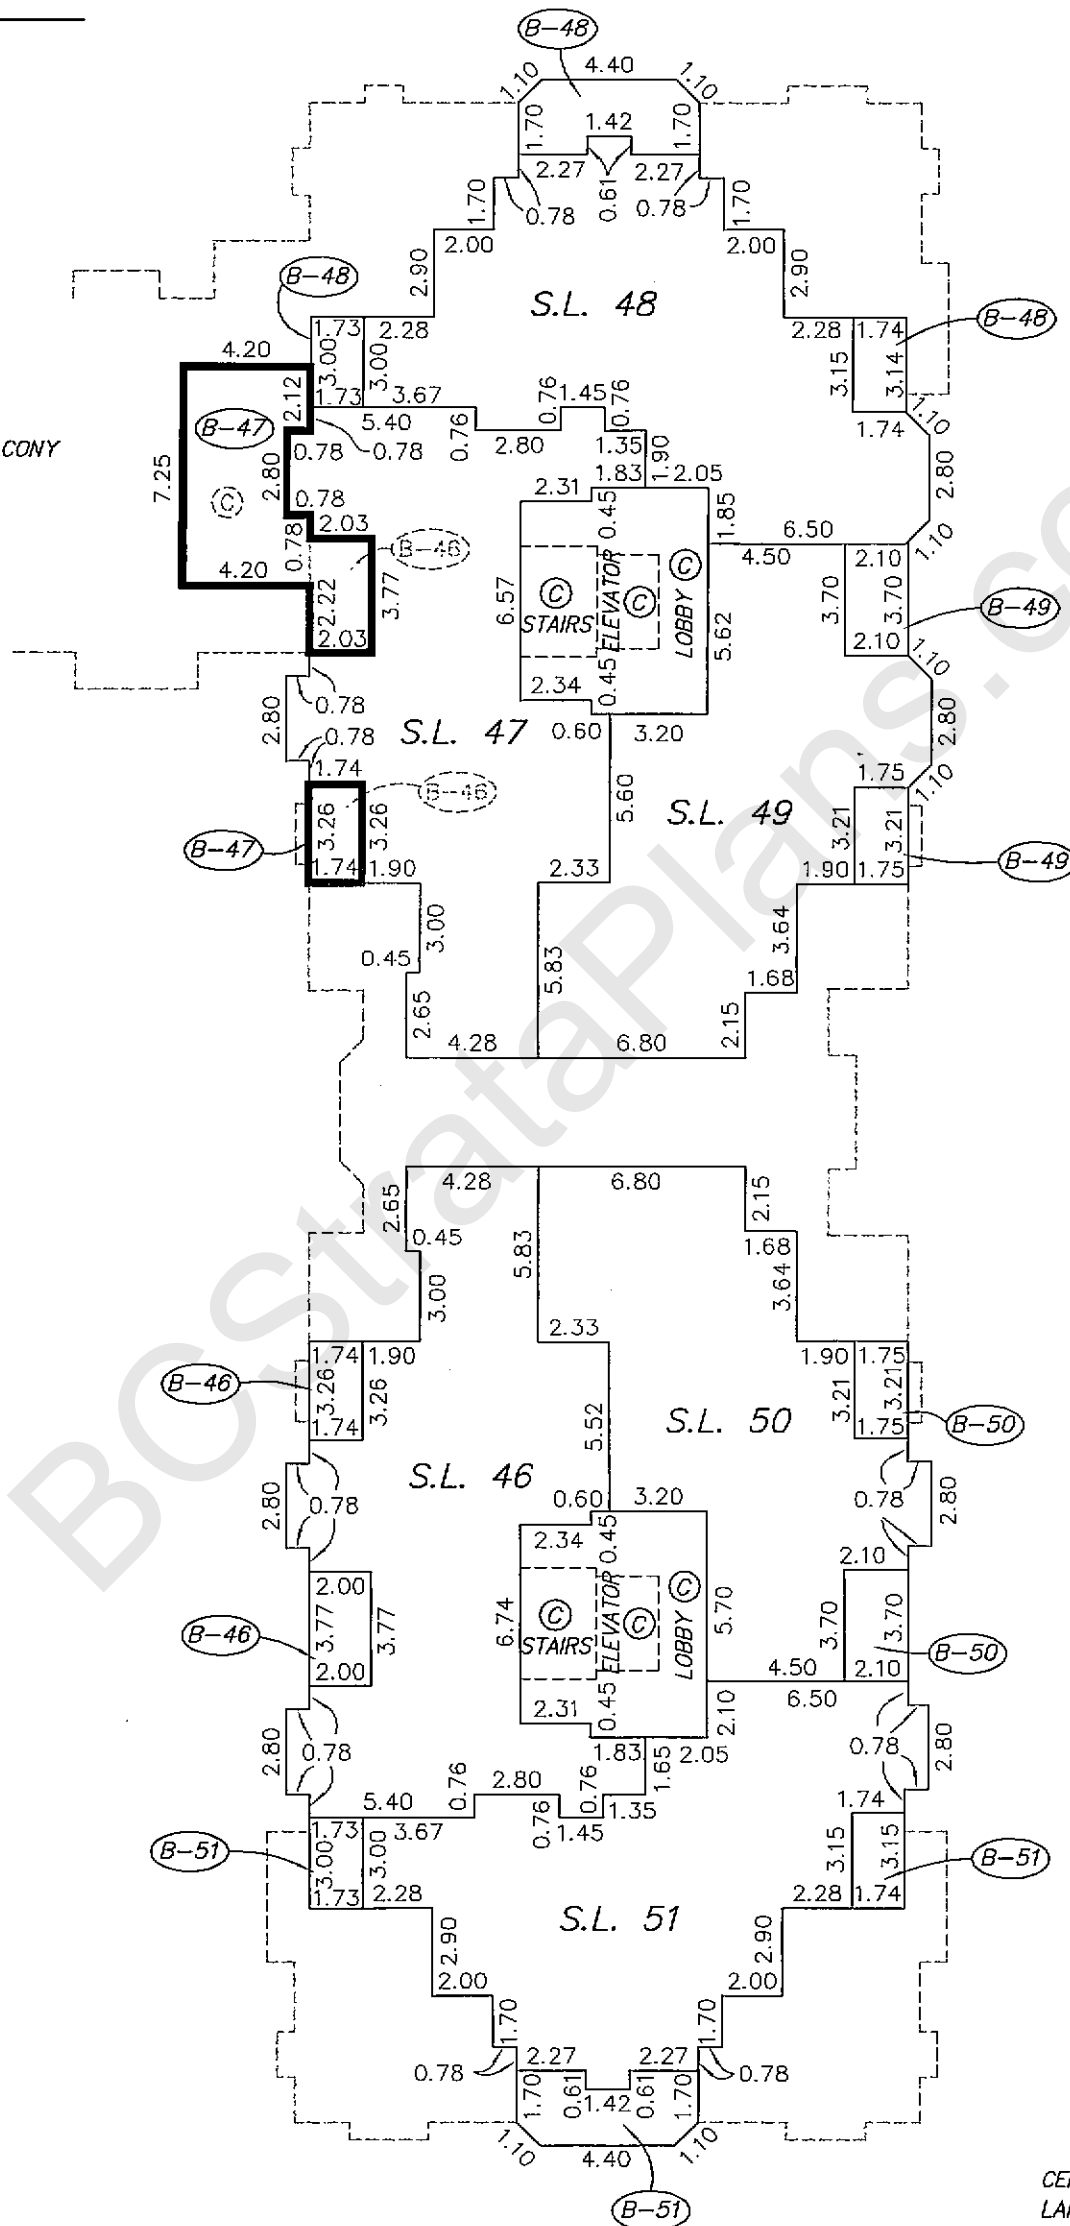 B-48
4.40
1.10 1.10
1.70 1.42 1.70
2.27 0.61 2.27
1.70 0.78 0.78 1.70
2.00 2.00
2.90 2.90
B-48 S.L. 48 B-48
1.73 2.28 2.28 1.74
4.20 3.00 3.00 3.15 3.14
2.12 1.73 3.67 0.76 1.45 0.76 1.74 1.10
B-47 5.40 0.76 2.80 1.35
CONY 0.78 0.78 1.90 2.80
7.25 2.80 1.83 2.05
C 0.78 2.31 0.45 1.85
2.03 6.50 1.10
0.78 B-46 4.50 2.10
4.20 2.22 3.77 6.57 C STAIRS ELEVATOR C LOBBY C 5.62 3.70 3.70 B-49
2.03 2.10 1.10
2.34 0.45
2.80 0.78 S.L. 47 0.60 3.20 2.80
0.78
1.74 1.75 1.10
B-46 5.60 S.L. 49
3.26 3.26 3.21 3.21
B-47 1.74 1.90 2.33 1.90 1.75 B-49
3.00 3.64
0.45 5.83 1.68
2.65 2.15
4.28 6.80
4.28 6.80
2.65 2.15
0.45 5.83 1.68
3.00 3.64
2.33
1.74 1.90 1.90 1.75
B-46 3.26 3.26 3.21 3.21
1.74 5.52 S.L. 50 1.75 B-50
S.L. 46
2.80 0.78 0.60 3.20 0.78 2.80
2.34 0.45
2.00 2.10
3.77 3.77 6.74 C STAIRS ELEVATOR C LOBBY C 5.70 3.70 3.70
B-46 2.00 4.50 2.10 B-50
2.31 0.45 2.10 6.50
2.80 0.78 1.83 2.05 0.78 2.80
0.76 2.80 0.76 1.65
5.40 1.35 1.74
1.73 3.67 0.76 1.45
B-51 3.00 3.00 3.15 3.15 B-51
1.73 2.28 2.28 1.74
S.L. 51
2.90 2.90
2.00 2.00
1.70 1.70
0.78 2.27 2.27 0.78
1.70 0.61 1.42 0.61 1.70
1.10 4.40 1.10
B-51
CE
LA
BCStrataPlans.c